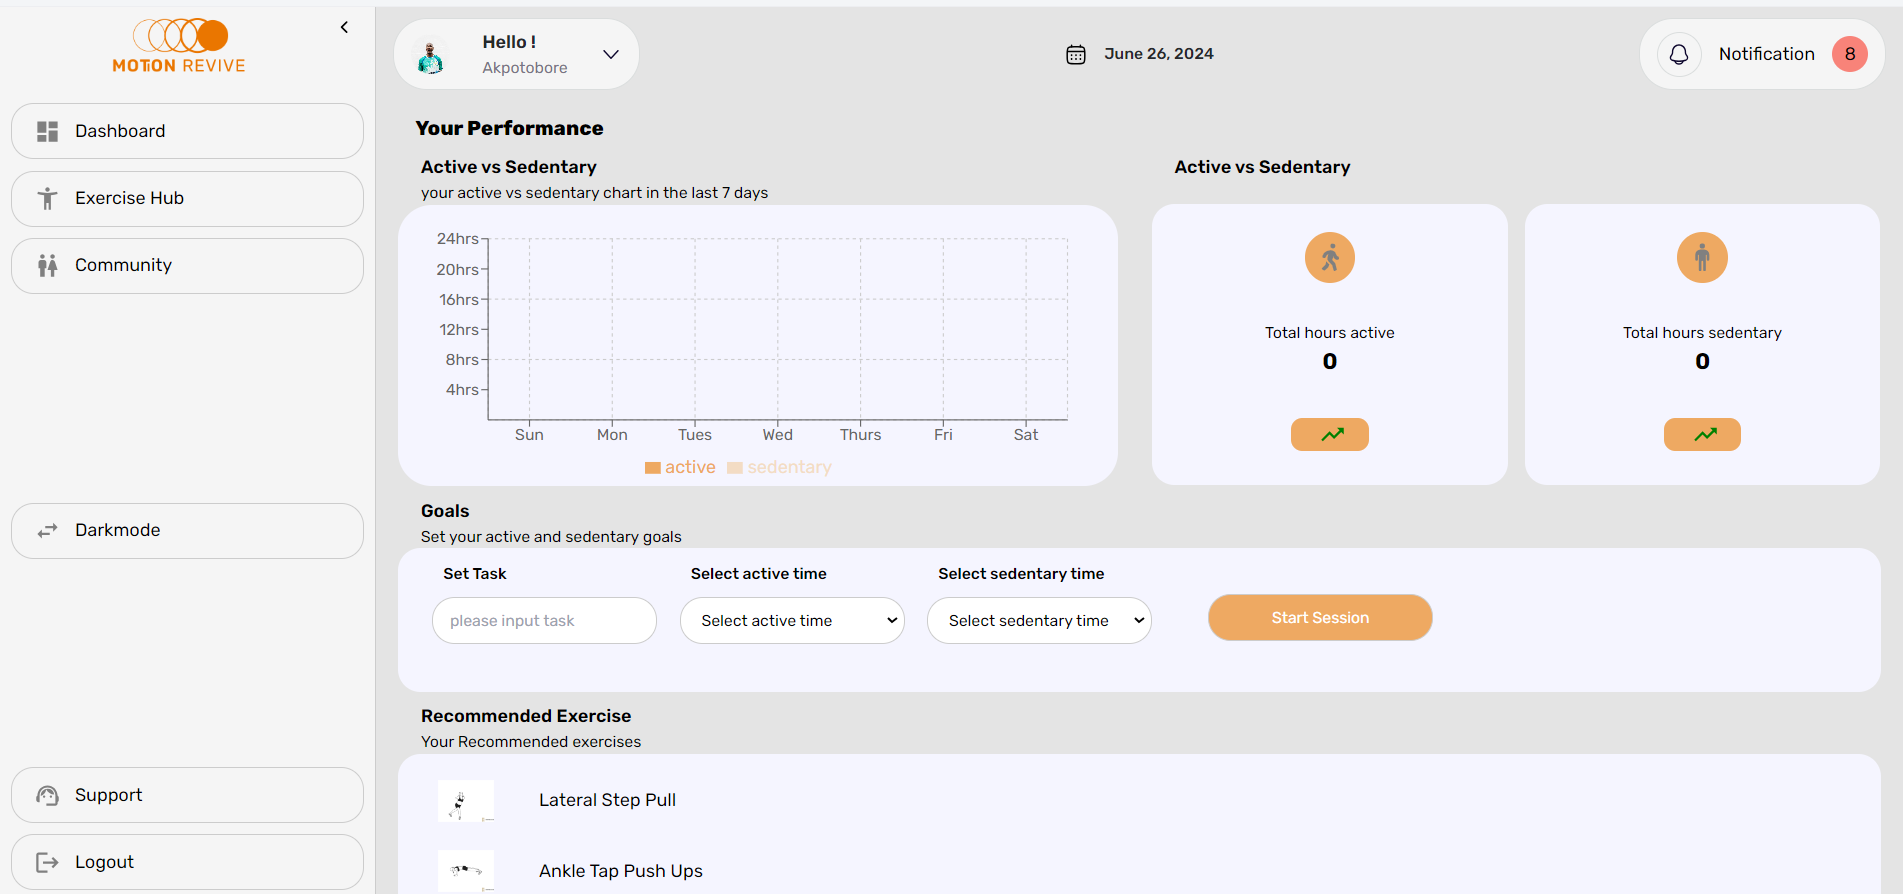 MOTION REVIVE
Dashboard
Exercise Hub
Community
Darkmode
Support
Logout
Hello !
Akpotobore
June 26, 2024
Notification 8
Your Performance
Active vs Sedentary
your active vs sedentary chart in the last 7 days
24hrs
20hrs
16hrs
12hrs
8hrs
4hrs
Sun Mon Tues Wed Thurs Fri Sat
active sedentary
Active vs Sedentary
Total hours active
0
Total hours sedentary
0
Goals
Set your active and sedentary goals
Set Task
please input task
Select active time
Select active time
Select sedentary time
Select sedentary time
Start Session
Recommended Exercise
Your Recommended exercises
Lateral Step Pull
Ankle Tap Push Ups